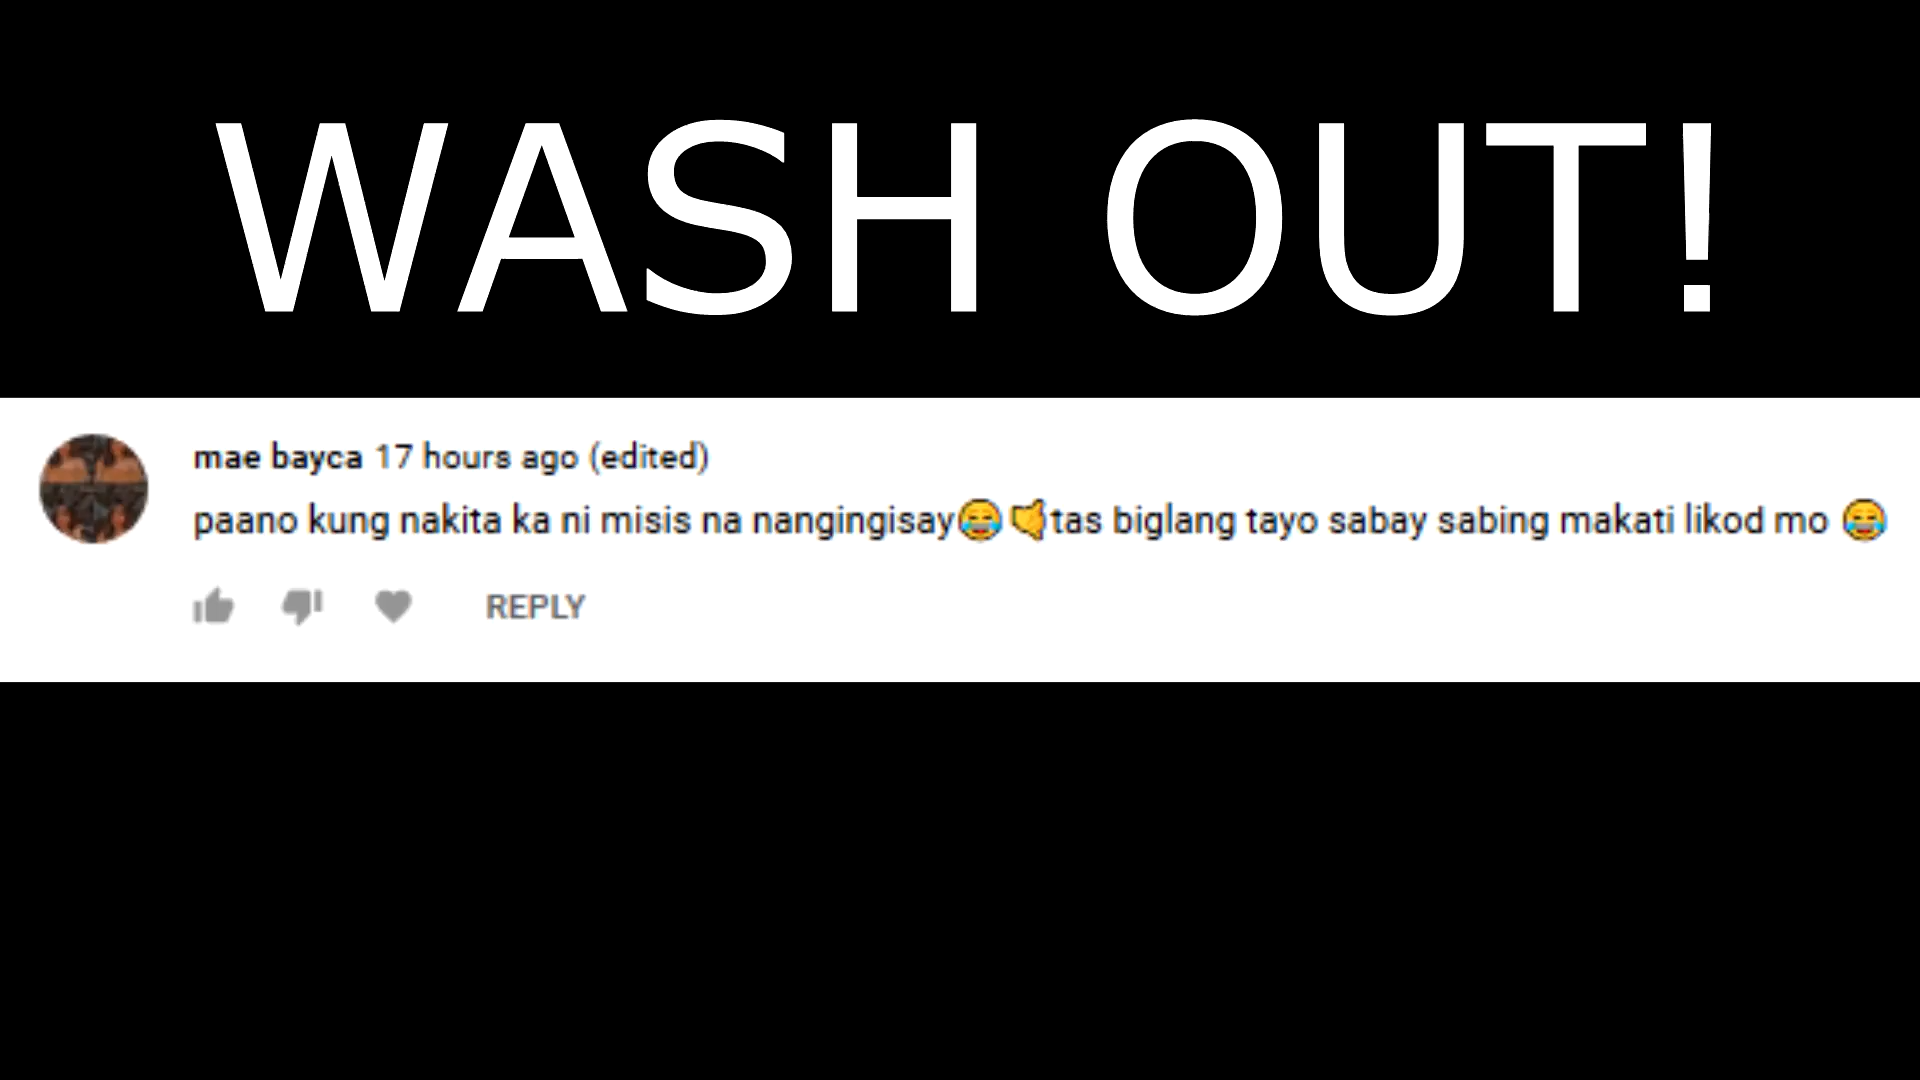 WASH OUT!
mae bayca 17 hours ago (edited)
paano kung nakita ka ni misis na nangingisay😂🤙tas biglang tayo sabay sabing makati likod mo 😂
REPLY